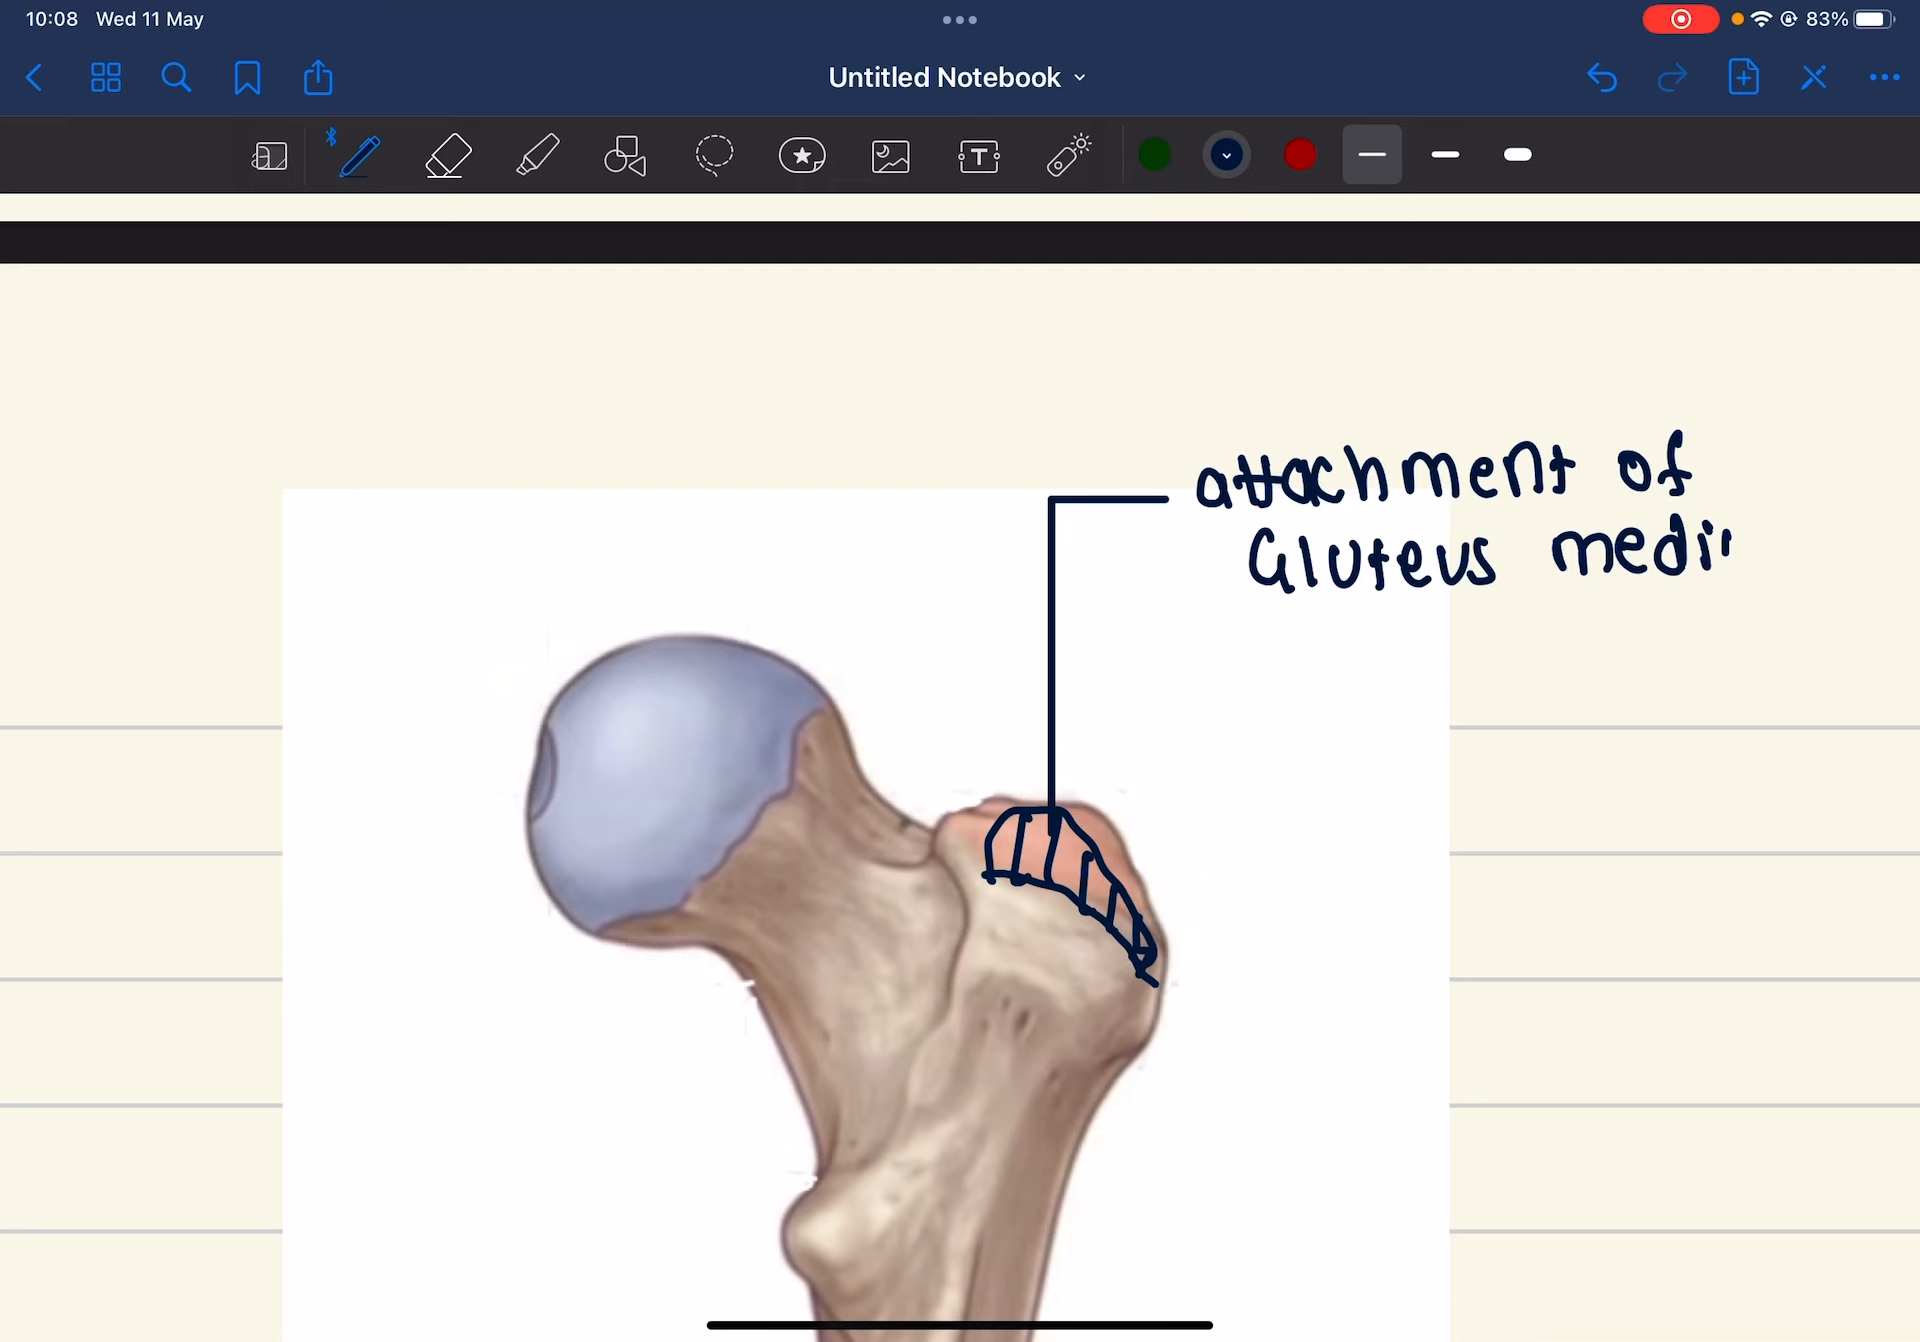 10:08 Wed 11 May
83%
Untitled Notebook
T
attachment of
Gluteus medi